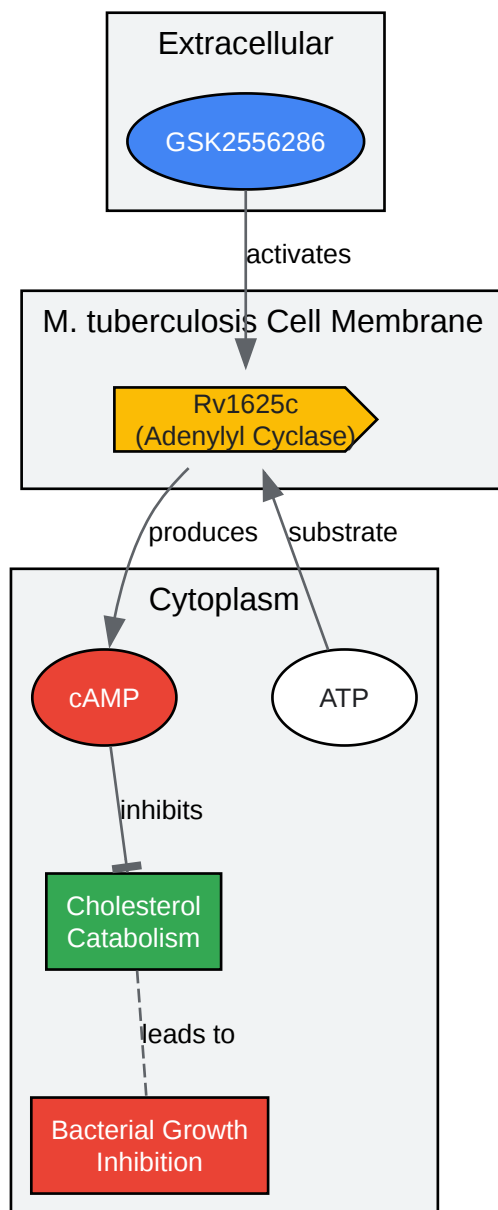 Extracellular
GSK2556286
activates
M. tuberculosis Cell Membrane
Rv1625c
(Adenylyl Cyclase)
produces
substrate
Cytoplasm
cAMP
ATP
inhibits
Cholesterol
Catabolism
leads to
Bacterial Growth
Inhibition